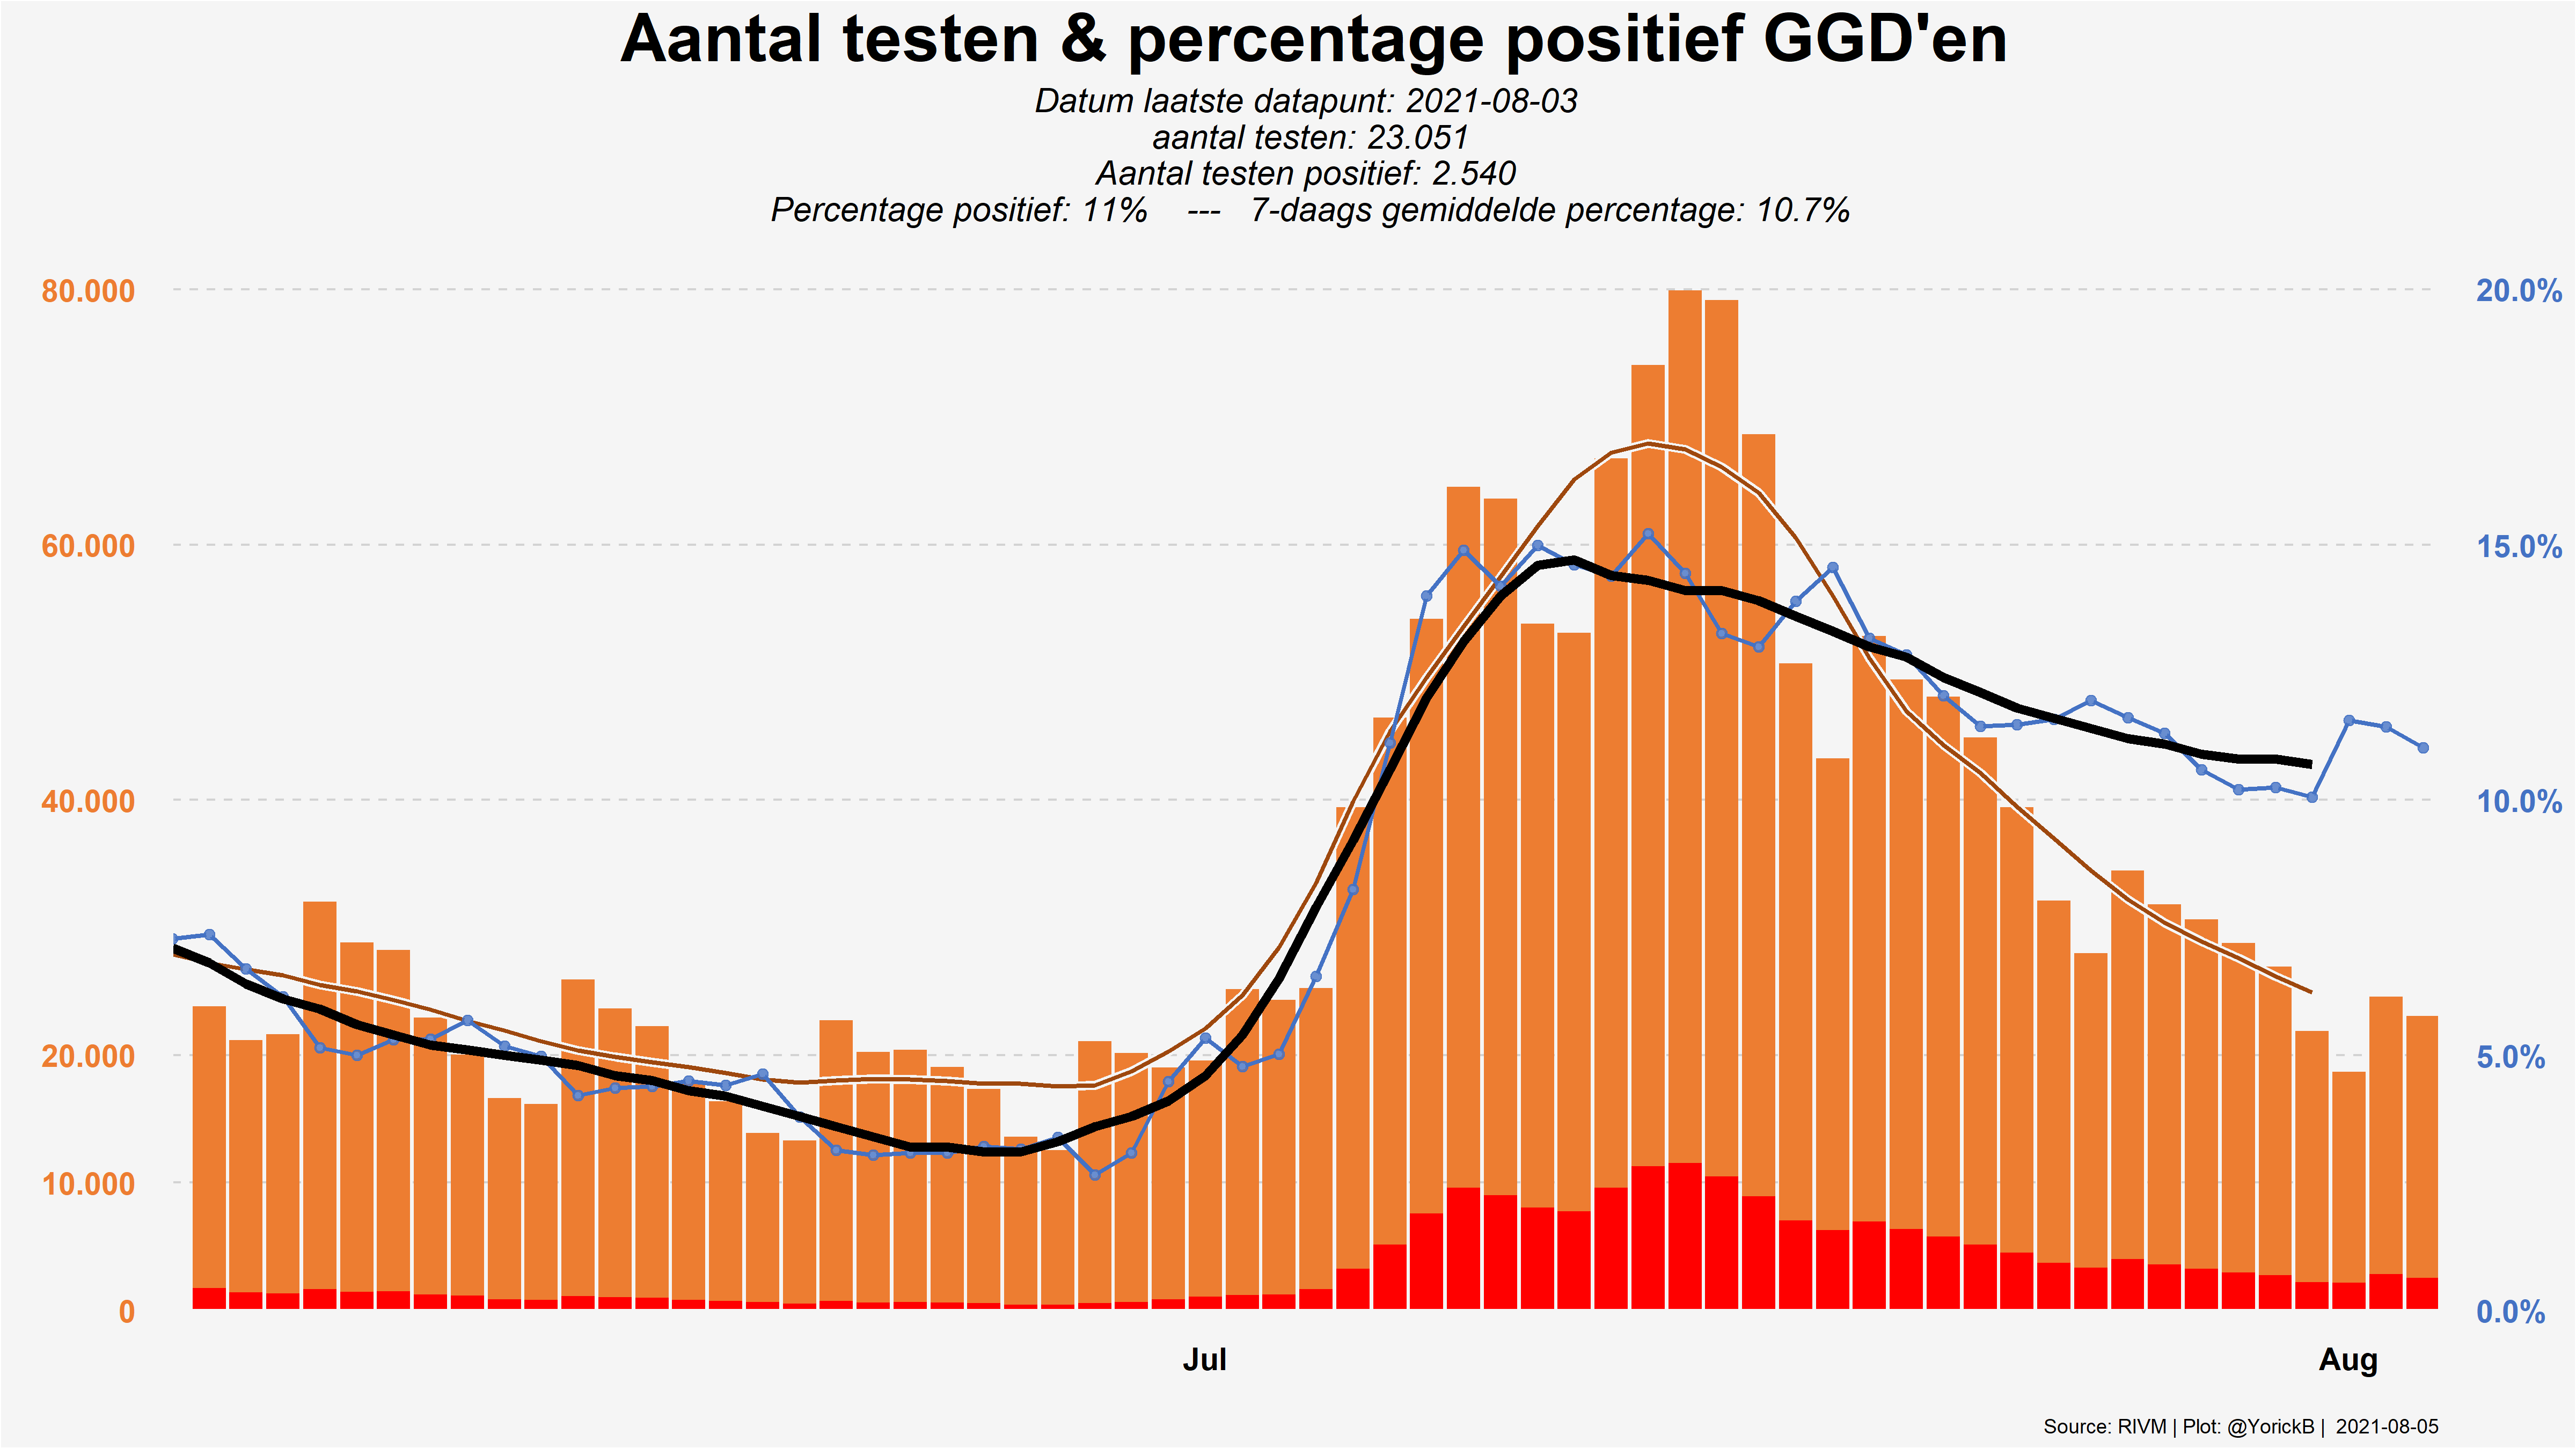 Aantal testen & percentage positief GGD'en
Datum laatste datapunt: 2021-08-03
aantal testen: 23.051
Aantal testen positief: 2.540
Percentage positief: 11% --- 7-daags gemiddelde percentage: 10.7%
80.000
20.0%
60.000
15.0%
40.000
10.0%
20.000
5.0%
10.000
0
0.0%
Jul
Aug
Source: RIVM | Plot: @YorickB | 2021-08-05